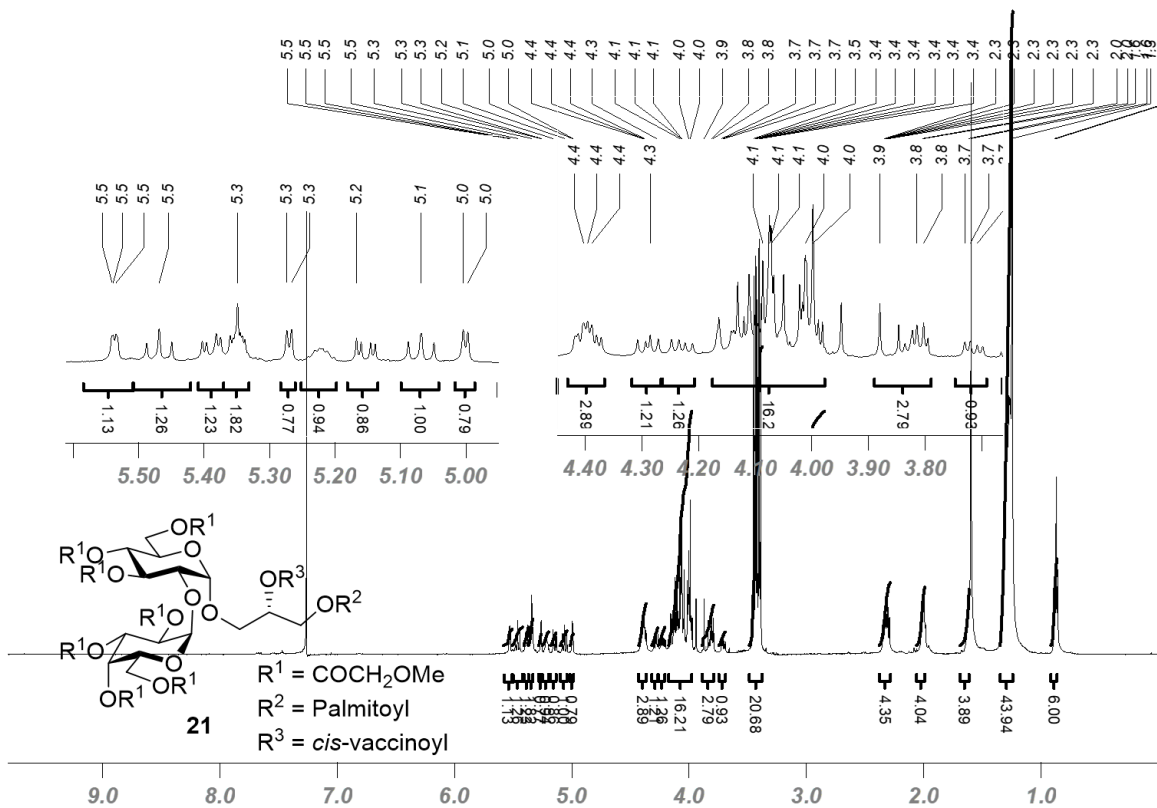 5.5 5.5 5.5 5.5 5.3 5.3 5.3 5.2 5.1 5.0 5.0 4.4 4.4 4.4 4.3 4.1 4.1 4.1 4.0 4.0 3.9 3.8 3.8 3.7 3.7 3.7 3.5 3.4 3.4 3.4 3.4 3.4 3.4 2.3 2.3 2.3 2.3 2.3 2.3 2.0 2.0
5.5 5.5 5.5 5.5 5.3 5.3 5.3 5.2 5.1 5.0 5.0
4.4 4.4 4.4 4.3 4.1 4.1 4.1 4.0 4.0 3.9 3.8 3.8 3.7 3.7
1.13 1.26 1.23 1.82 0.77 0.94 0.86 1.00 0.79
2.89 1.21 1.26 16.2 2.79 0.93
5.50 5.40 5.30 5.20 5.10 5.00
4.40 4.30 4.20 4.10 4.00 3.90 3.80
OR¹
R¹O
R¹O
OR³
OR²
R¹O
R¹O
OR¹
OR¹
21
R¹ = COCH₂OMe
R² = Palmitoyl
R³ = cis-vaccinoyl
1.13 2.89 1.21 1.26 16.21 2.79 0.93 20.68 4.35 4.04 3.89 43.94 6.00
9.0 8.0 7.0 6.0 5.0 4.0 3.0 2.0 1.0